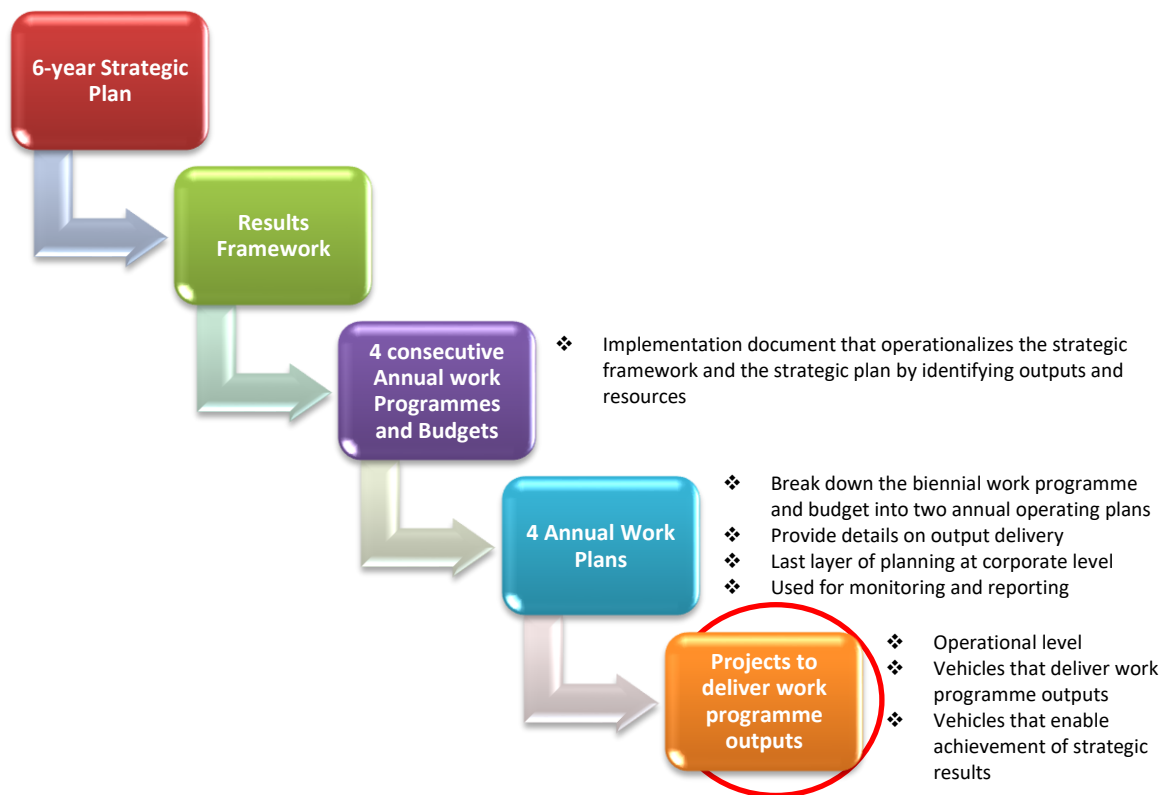 6-year Strategic
Plan
Results
Framework
4 consecutive
Annual work
Programmes
and Budgets
❖ Implementation document that operationalizes the strategic
framework and the strategic plan by identifying outputs and
resources
4 Annual Work
Plans
❖ Break down the biennial work programme
and budget into two annual operating plans
❖ Provide details on output delivery
❖ Last layer of planning at corporate level
❖ Used for monitoring and reporting
Projects to
deliver work
programme
outputs
❖ Operational level
❖ Vehicles that deliver work
programme outputs
❖ Vehicles that enable
achievement of strategic
results